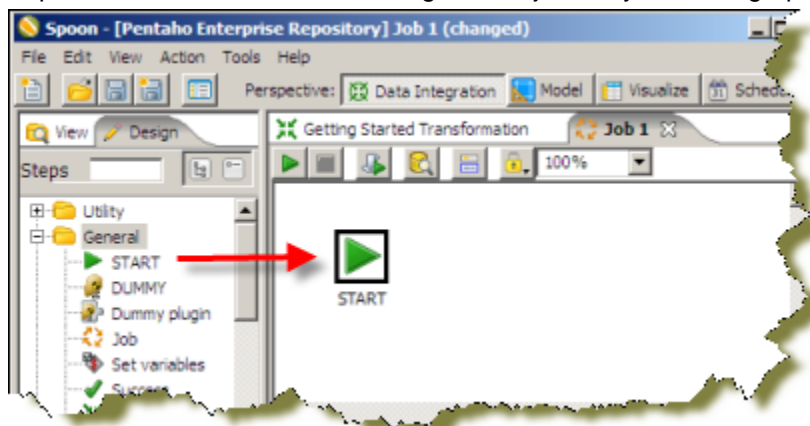 Spoon - [Pentaho Enterprise Repository] Job 1 (changed)
File Edit View Action Tools Help
Perspective: Data Integration Model Visualize
View Design
Getting Started Transformation Job 1
Steps
100%
Utility
General
START
DUMMY
Dummy plugin
Job
Set variables
Success
START